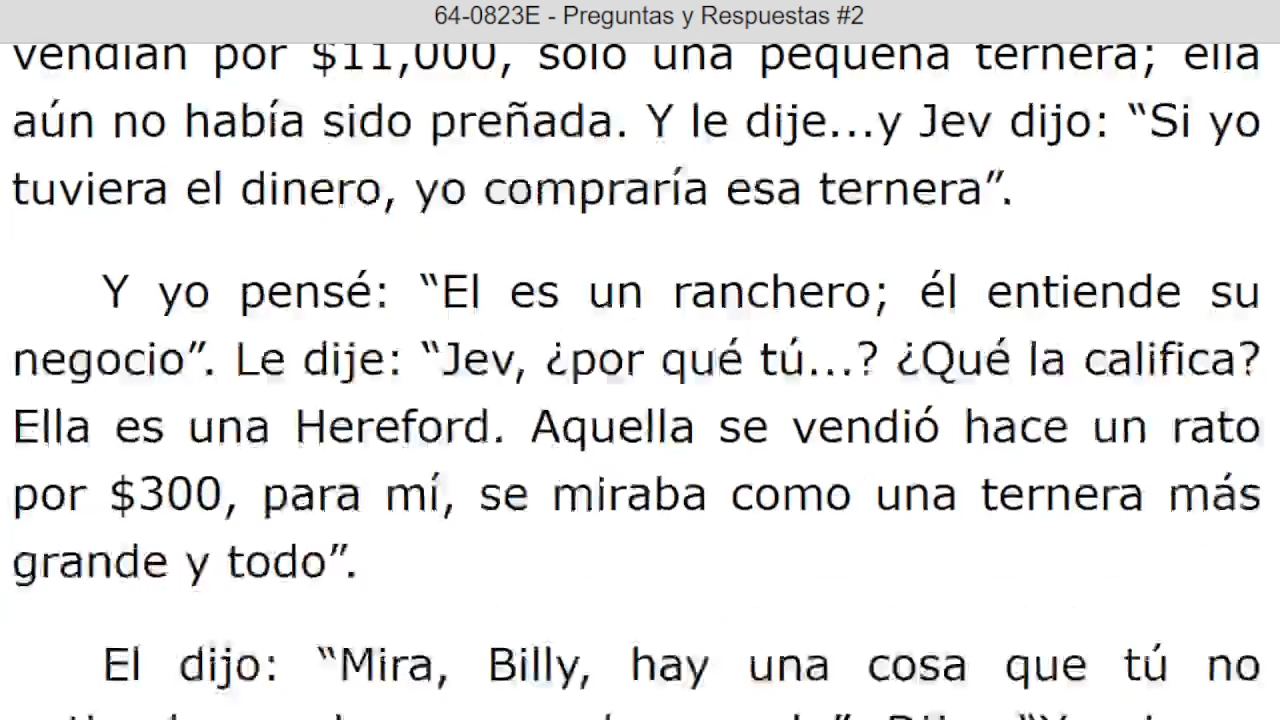 64-0823E - Preguntas y Respuestas #2
vendían por $11,000, solo una pequeña ternera; ella
aún no había sido preñada. Y le dije...y Jev dijo: “Si yo
tuviera el dinero, yo compraría esa ternera”.
Y yo pensé: “El es un ranchero; él entiende su
negocio”. Le dije: “Jev, ¿por qué tú...? ¿Qué la califica?
Ella es una Hereford. Aquella se vendió hace un rato
por $300, para mí, se miraba como una ternera más
grande y todo”.
El dijo: “Mira, Billy, hay una cosa que tú no